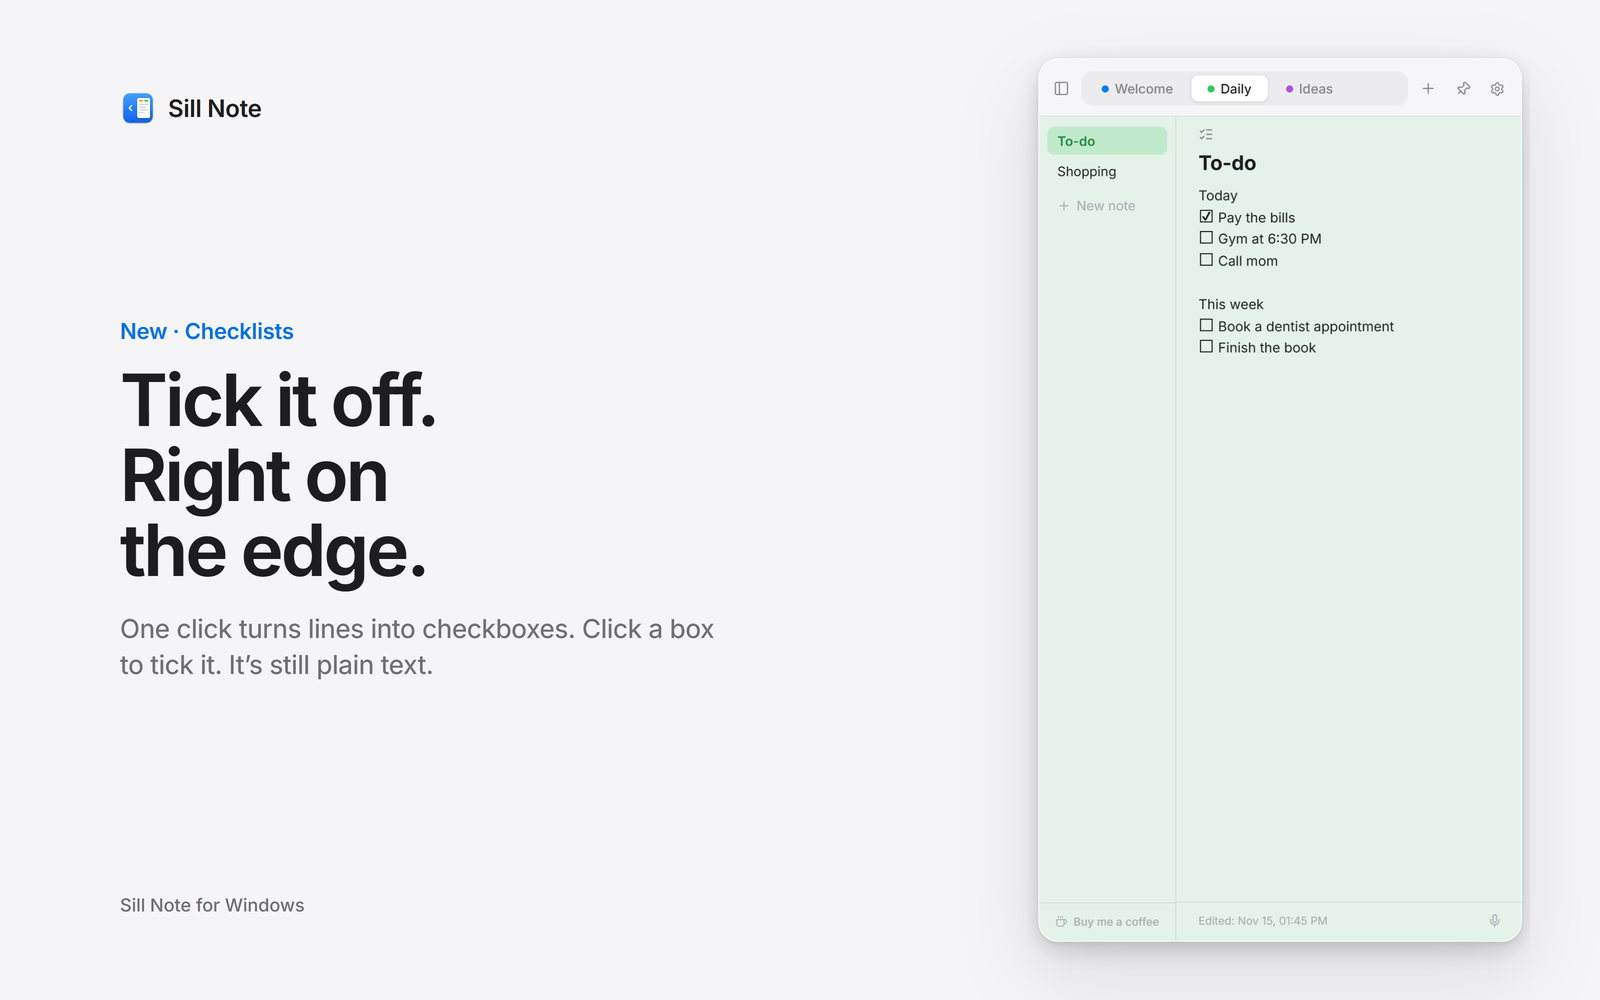 Sill Note
New · Checklists
Tick it off.
Right on
the edge.
One click turns lines into checkboxes. Click a box
to tick it. It’s still plain text.
Sill Note for Windows
Welcome
Daily
Ideas
To-do
Shopping
New note
To-do
Today
Pay the bills
Gym at 6:30 PM
Call mom
This week
Book a dentist appointment
Finish the book
Buy me a coffee
Edited: Nov 15, 01:45 PM